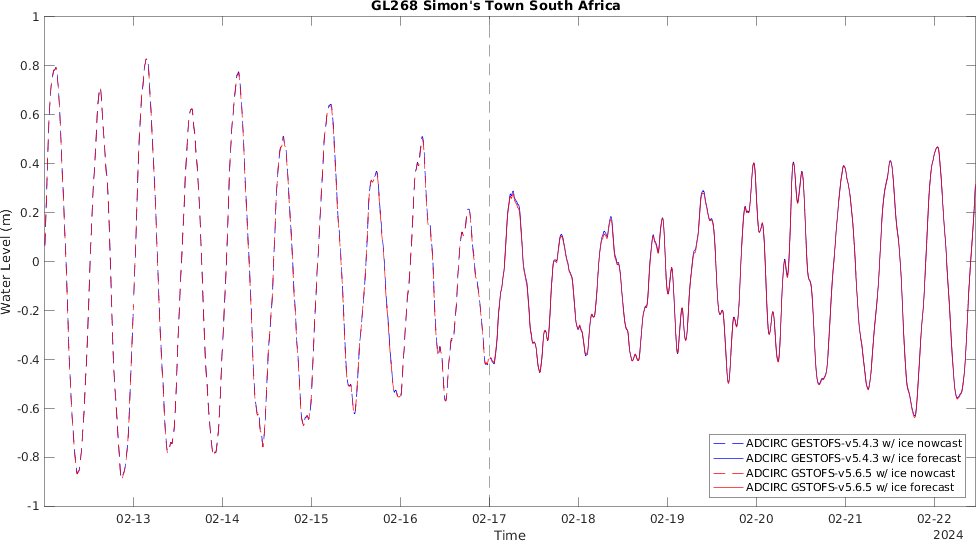 GL268 Simon's Town South Africa
1
0.8
0.6
0.4
0.2
0
-0.2
-0.4
-0.6
-0.8
-1
Water Level (m)
02-13 02-14 02-15 02-16 02-17 02-18 02-19 02-20 02-21 02-22
Time
2024
ADCIRC GESTOFS-v5.4.3 w/ ice nowcast
ADCIRC GESTOFS-v5.4.3 w/ ice forecast
ADCIRC GSTOFS-v5.6.5 w/ ice nowcast
ADCIRC GSTOFS-v5.6.5 w/ ice forecast